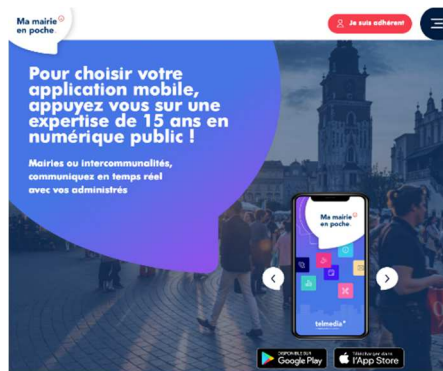 Ma mairie
en poche
Je suis adhérent
Pour choisir votre
application mobile,
appuyez vous sur une
expertise de 15 ans en
numérique public !
Mairies ou intercommunalités,
communiquez en temps réel
avec vos administrés
Ma mairie
en poche
telmedia
DISPONIBLE SUR
Google Play
Télécharger dans
l'App Store